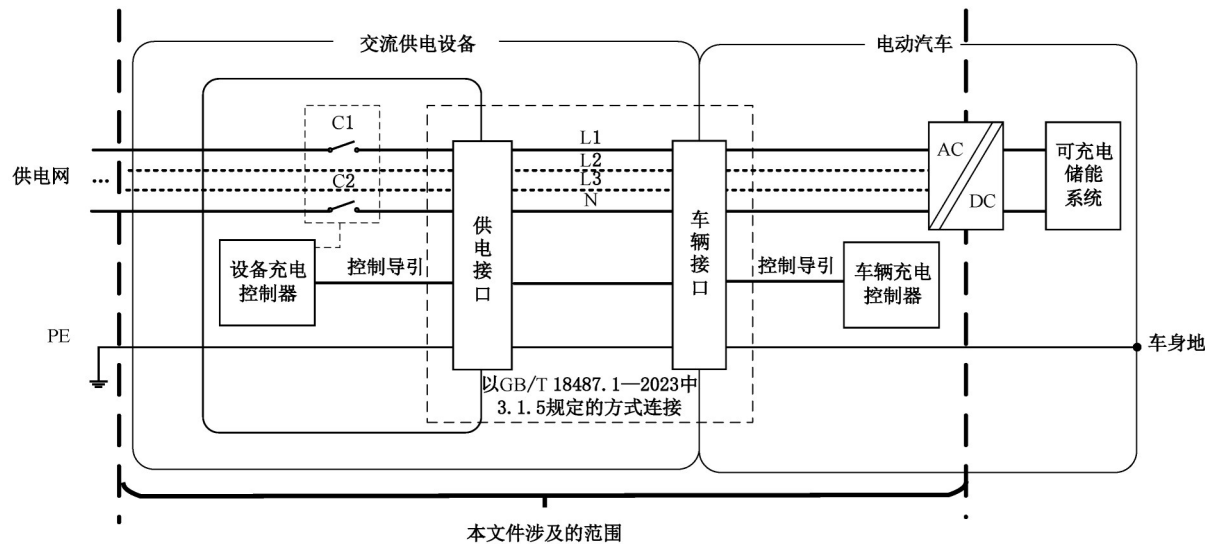 交流供电设备
电动汽车
C1
L1
L2
L3
C2
N
供电网
...
AC
DC
可充电
储能
系统
供电接口
车辆接口
设备充电
控制器
控制导引
控制导引
车辆充电
控制器
PE
车身地
以GB/T 18487.1—2023中
3.1.5规定的方式连接
本文件涉及的范围